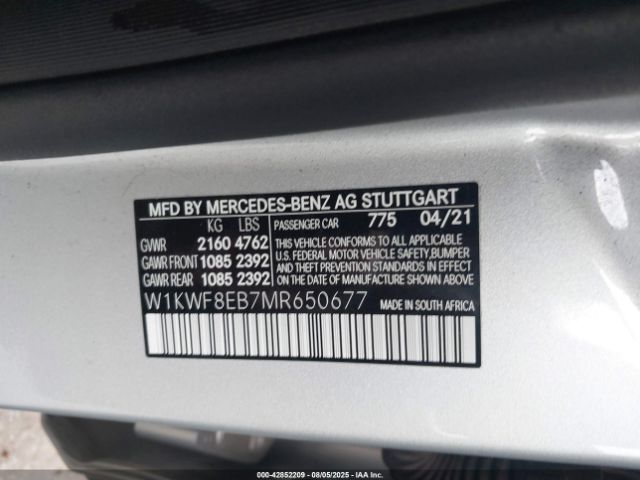 MFD BY MERCEDES-BENZ AG STUTTGART
KG LBS PASSENGER CAR 775 04/21
GVWR 2160 4762 THIS VEHICLE CONFORMS TO ALL APPLICABLE
GAWR FRONT 1085 2392 U.S. FEDERAL MOTOR VEHICLE SAFETY, BUMPER
GAWR REAR 1085 2392 AND THEFT PREVENTION STANDARDS IN EFFECT
ON THE DATE OF MANUFACTURE SHOWN ABOVE
W1KWF8EB7MR650677 MADE IN SOUTH AFRICA
000-42852209 - 08/05/2025 - IAA Inc.